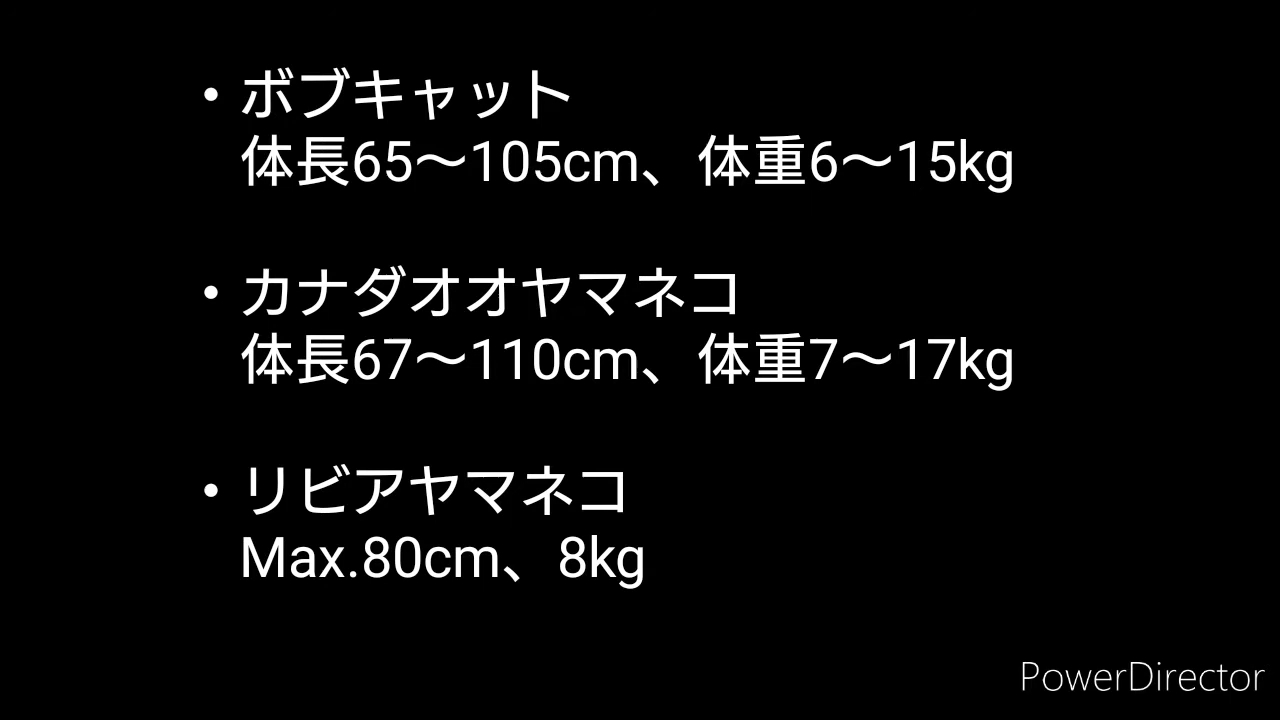 ・ボブキャット
体長65〜105cm、体重6〜15kg
・カナダオオヤマネコ
体長67〜110cm、体重7〜17kg
・リビアヤマネコ
Max.80cm、8kg
PowerDirector